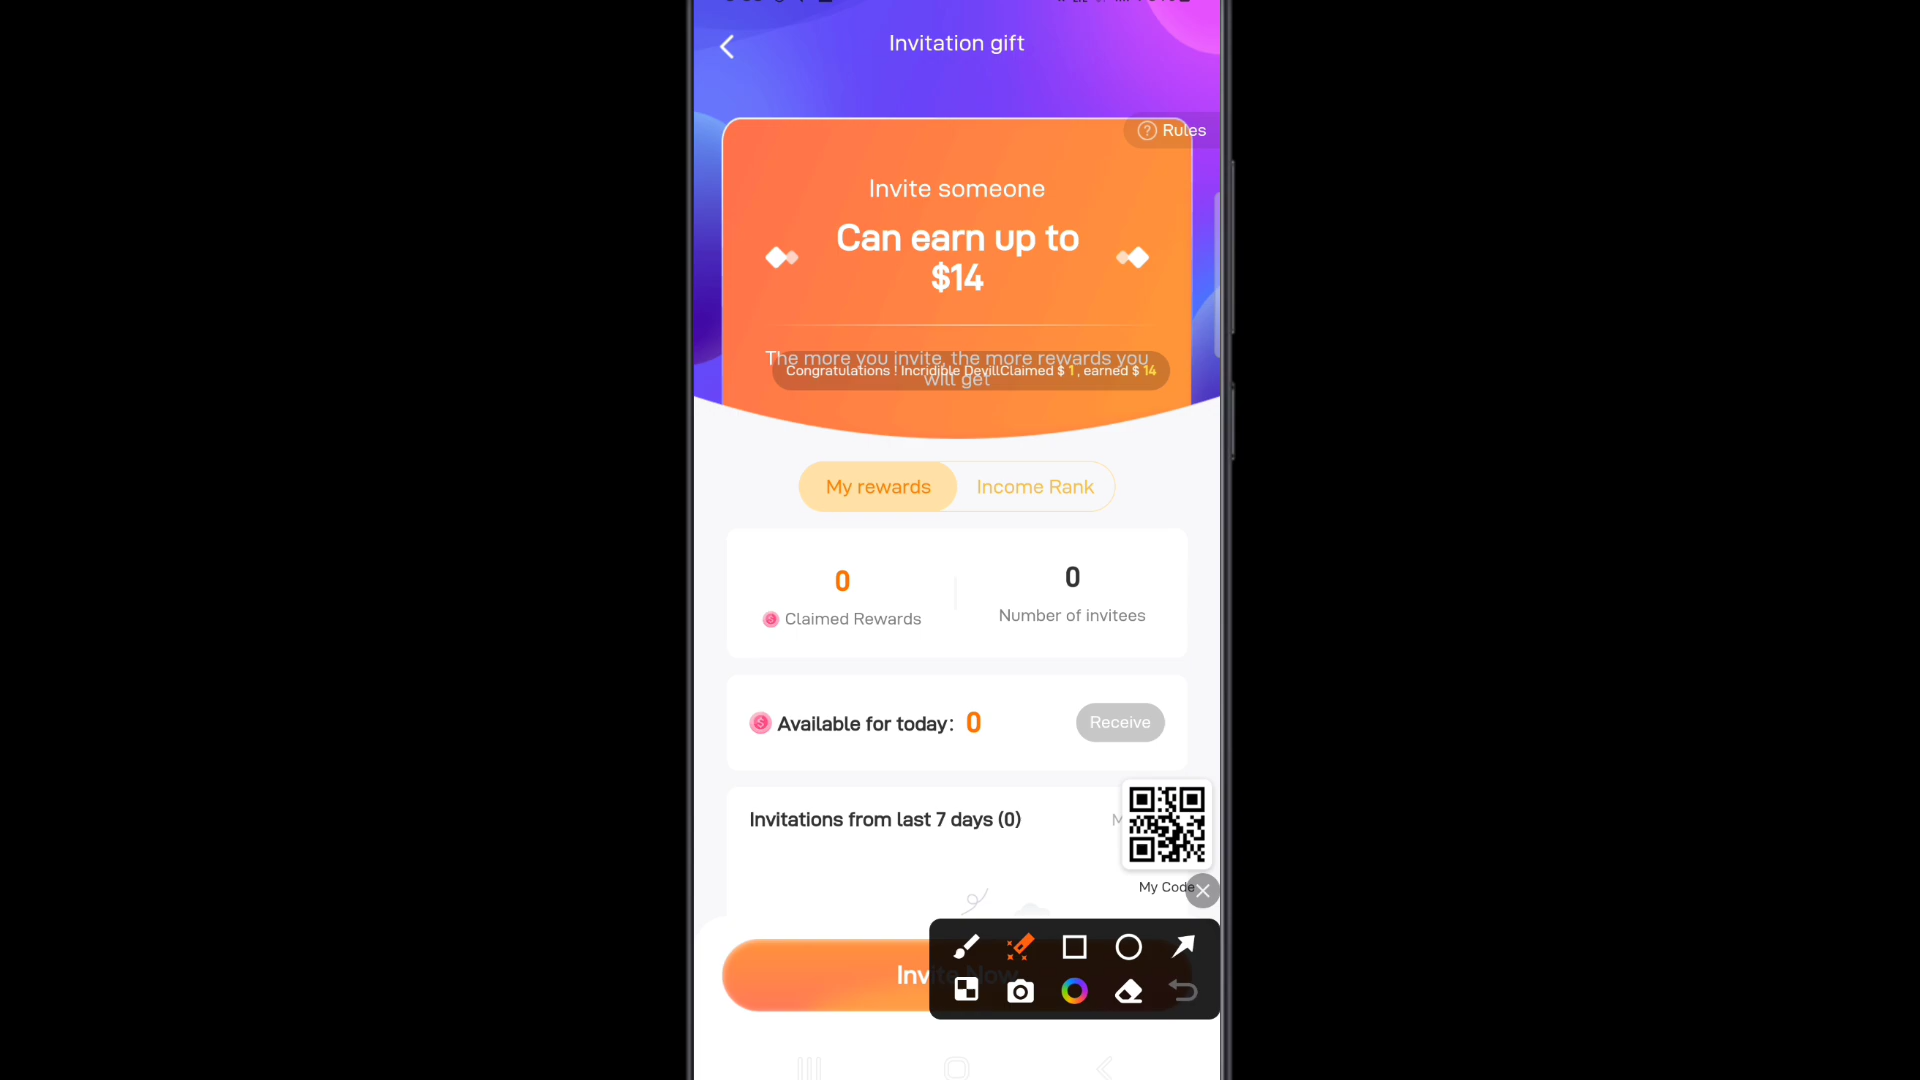 Invitation gift
Rules
Invite someone
Can earn up to
$14
The more you invite, the more rewards you
will get
Congratulations ! Incridible DevillClaimed $ 1 , earned $ 14
My rewards
Income Rank
0
0
Claimed Rewards
Number of invitees
Available for today: 0
Receive
Invitations from last 7 days (0)
My Code
Invite Now